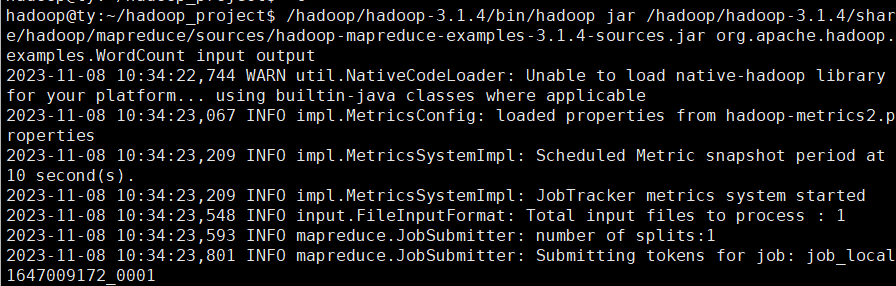 hadoop@ty:~/hadoop_project$ /hadoop/hadoop-3.1.4/bin/hadoop jar /hadoop/hadoop-3.1.4/shar
e/hadoop/mapreduce/sources/hadoop-mapreduce-examples-3.1.4-sources.jar org.apache.hadoop.
examples.WordCount input output
2023-11-08 10:34:22,744 WARN util.NativeCodeLoader: Unable to load native-hadoop library
for your platform... using builtin-java classes where applicable
2023-11-08 10:34:23,067 INFO impl.MetricsConfig: loaded properties from hadoop-metrics2.p
roperties
2023-11-08 10:34:23,209 INFO impl.MetricsSystemImpl: Scheduled Metric snapshot period at
10 second(s).
2023-11-08 10:34:23,209 INFO impl.MetricsSystemImpl: JobTracker metrics system started
2023-11-08 10:34:23,548 INFO input.FileInputFormat: Total input files to process : 1
2023-11-08 10:34:23,593 INFO mapreduce.JobSubmitter: number of splits:1
2023-11-08 10:34:23,801 INFO mapreduce.JobSubmitter: Submitting tokens for job: job_local
1647009172_0001